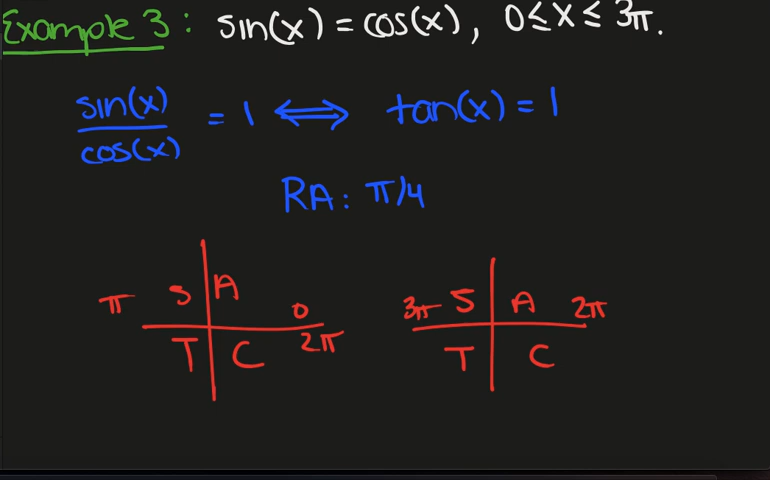 Example 3: sin(x) = cos(x), 0 ≤ x ≤ 3π.
sin(x)/cos(x) = 1 ⟺ tan(x) = 1
RA: π/4
π S A 0
T C 2π
3π S A 2π
T C